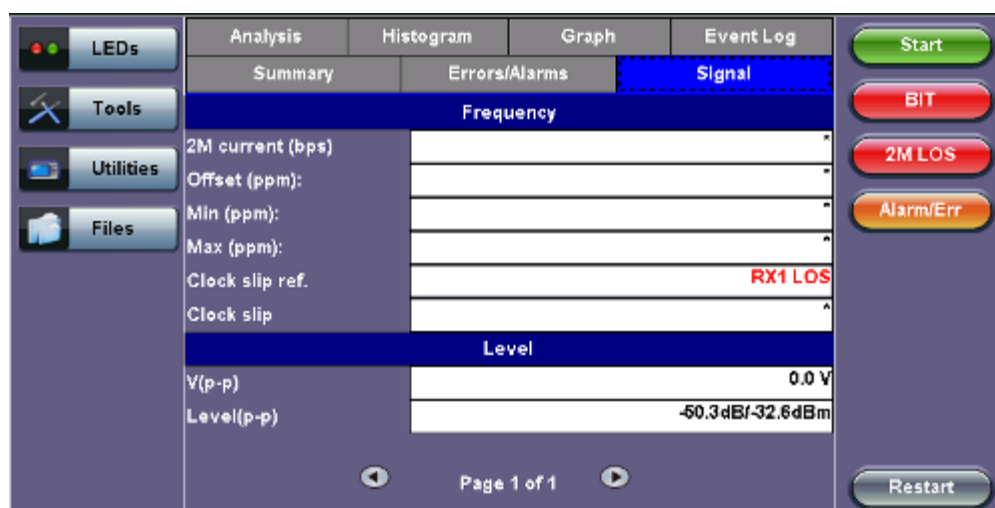 LEDs
Tools
Utilities
Files
Analysis Histogram Graph Event Log
Summary Errors/Alarms Signal
Frequency
2M current (bps) *
Offset (ppm): *
Min (ppm): *
Max (ppm): *
Clock slip ref. RX1 LOS
Clock slip *
Level
V(p-p) 0.0 V
Level(p-p) -50.3dB/-32.6dBm
Page 1 of 1
Start
BIT
2M LOS
Alarm/Err
Restart